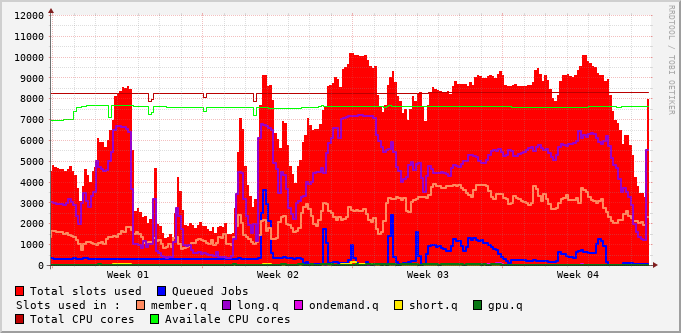 12000
11000
10000
9000
8000
7000
6000
5000
4000
3000
2000
1000
0
Week 01 Week 02 Week 03 Week 04
RRDTOOL / TOBI OETIKER
Total slots used Queued Jobs
Slots used in : member.q long.q ondemand.q short.q gpu.q
Total CPU cores Availale CPU cores